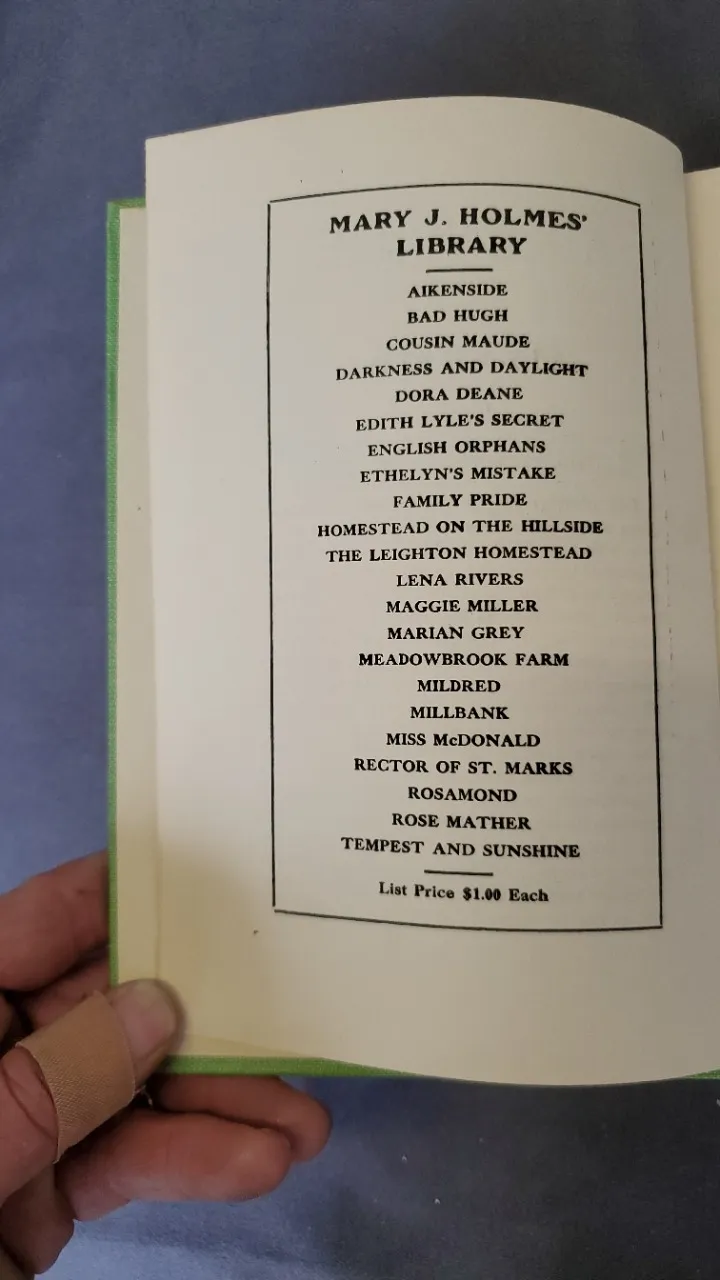 MARY J. HOLMES'
LIBRARY
AIKENSIDE
BAD HUGH
COUSIN MAUDE
DARKNESS AND DAYLIGHT
DORA DEANE
EDITH LYLE'S SECRET
ENGLISH ORPHANS
ETHELYN'S MISTAKE
FAMILY PRIDE
HOMESTEAD ON THE HILLSIDE
THE LEIGHTON HOMESTEAD
LENA RIVERS
MAGGIE MILLER
MARIAN GREY
MEADOWBROOK FARM
MILDRED
MILLBANK
MISS McDONALD
RECTOR OF ST. MARKS
ROSAMOND
ROSE MATHER
TEMPEST AND SUNSHINE
List Price $1.00 Each